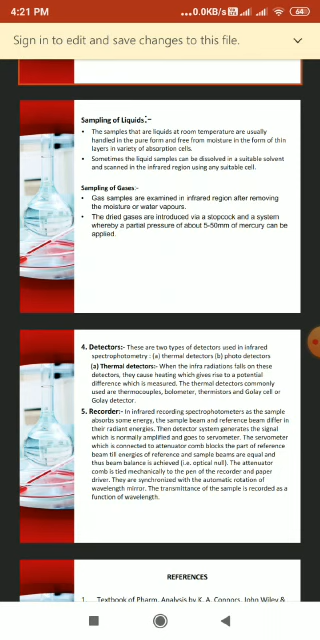 4:21 PM
...0.0KB/s
64
Sign in to edit and save changes to this file.
Sampling of Liquids:-
• The samples that are liquids at room temperature are usually
handled in the pure form and free from moisture in the form of thin
layers in variety of absorption cells.
• Sometimes the liquid samples can be dissolved in a suitable solvent
and scanned in the infrared region using any suitable cell.
Sampling of Gases:-
• Gas samples are examined in infrared region after removing
the moisture or water vapours.
• The dried gases are introduced via a stopcock and a system
whereby a partial pressure of about 5-50mm of mercury can be
applied.
4. Detectors:- These are two types of detectors used in infrared
spectrophotometry : (a) thermal detectors (b) photo detectors
(a) Thermal detectors:- When the infra radiations falls on these
detectors, they cause heating which gives rise to a potential
difference which is measured. The thermal detectors commonly
used are thermocouples, bolometer, thermistors and Golay cell or
Golay detector.
5. Recorder:- In infrared recording spectrophotometers as the sample
absorbs some energy, the sample beam and reference beam differ in
their radiant energies. Then detector system generates the signal
which is normally amplified and goes to servometer. The servometer
which is connected to attenuator comb blocks the part of reference
beam till energies of reference and sample beams are equal and
thus beam balance is achieved (i.e. optical null). The attenuator
comb is tied mechanically to the pen of the recorder and paper
driver. They are synchronized with the automatic rotation of
wavelength mirror. The transmittance of the sample is recorded as a
function of wavelength.
REFERENCES
1. Textbook of Pharm. Analysis by K. A. Connors, John Wiley &